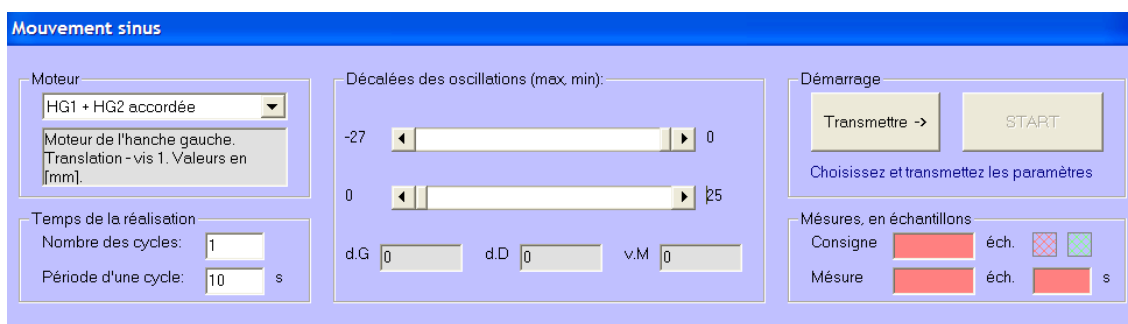 Mouvement sinus
Moteur
HG1 + HG2 accordée
Moteur de l'hanche gauche.
Translation - vis 1. Valeurs en
[mm].
Temps de la réalisation
Nombre des cycles: 1
Période d'une cycle: 10 s
Décalées des oscillations (max, min):
-27 0
0 25
d.G 0 d.D 0 v.M 0
Démarrage
Transmettre -> START
Choisissez et transmettez les paramètres
Mésures, en échantillons
Consigne éch.
Mésure éch. s